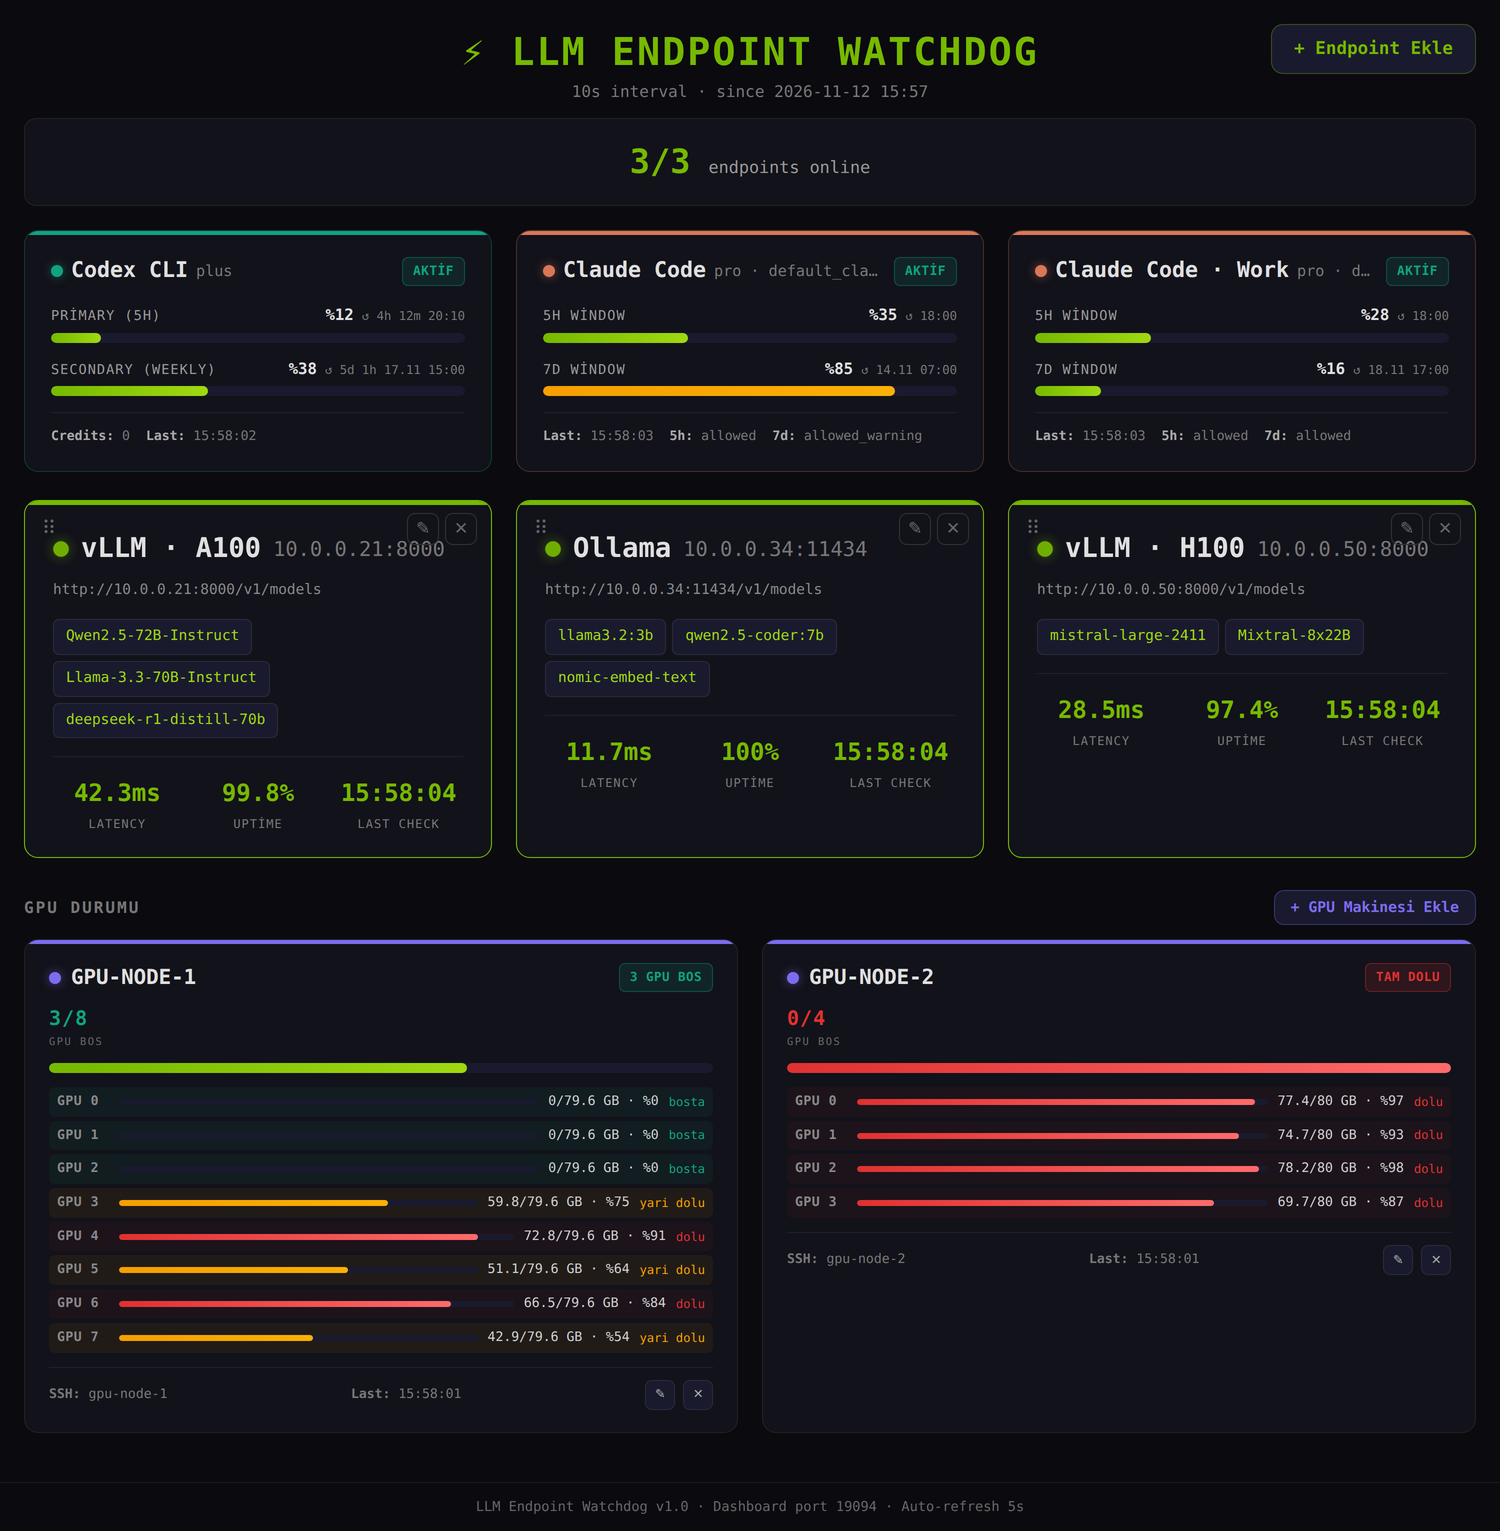 ⚡ LLM ENDPOINT WATCHDOG
+ Endpoint Ekle
10s interval · since 2026-11-12 15:57
3/3 endpoints online
Codex CLI plus AKTİF
PRİMARY (5H) %12 ↺ 4h 12m 20:10
SECONDARY (WEEKLY) %38 ↺ 5d 1h 17.11 15:00
Credits: 0 Last: 15:58:02
Claude Code pro · default_cla… AKTİF
5H WİNDOW %35 ↺ 18:00
7D WİNDOW %85 ↺ 14.11 07:00
Last: 15:58:03 5h: allowed 7d: allowed_warning
Claude Code · Work pro · d… AKTİF
5H WİNDOW %28 ↺ 18:00
7D WİNDOW %16 ↺ 18.11 17:00
Last: 15:58:03 5h: allowed 7d: allowed
vLLM · A100 10.0.0.21:8000
http://10.0.0.21:8000/v1/models
Qwen2.5-72B-Instruct
Llama-3.3-70B-Instruct
deepseek-r1-distill-70b
42.3ms 99.8% 15:58:04
LATENCY UPTİME LAST CHECK
Ollama 10.0.0.34:11434
http://10.0.0.34:11434/v1/models
llama3.2:3b qwen2.5-coder:7b
nomic-embed-text
11.7ms 100% 15:58:04
LATENCY UPTİME LAST CHECK
vLLM · H100 10.0.0.50:8000
http://10.0.0.50:8000/v1/models
mistral-large-2411 Mixtral-8x22B
28.5ms 97.4% 15:58:04
LATENCY UPTİME LAST CHECK
GPU DURUMU
+ GPU Makinesi Ekle
GPU-NODE-1 3 GPU BOS
3/8
GPU BOS
GPU 0 0/79.6 GB · %0 bosta
GPU 1 0/79.6 GB · %0 bosta
GPU 2 0/79.6 GB · %0 bosta
GPU 3 59.8/79.6 GB · %75 yari dolu
GPU 4 72.8/79.6 GB · %91 dolu
GPU 5 51.1/79.6 GB · %64 yari dolu
GPU 6 66.5/79.6 GB · %84 dolu
GPU 7 42.9/79.6 GB · %54 yari dolu
SSH: gpu-node-1 Last: 15:58:01
GPU-NODE-2 TAM DOLU
0/4
GPU BOS
GPU 0 77.4/80 GB · %97 dolu
GPU 1 74.7/80 GB · %93 dolu
GPU 2 78.2/80 GB · %98 dolu
GPU 3 69.7/80 GB · %87 dolu
SSH: gpu-node-2 Last: 15:58:01
LLM Endpoint Watchdog v1.0 · Dashboard port 19094 · Auto-refresh 5s